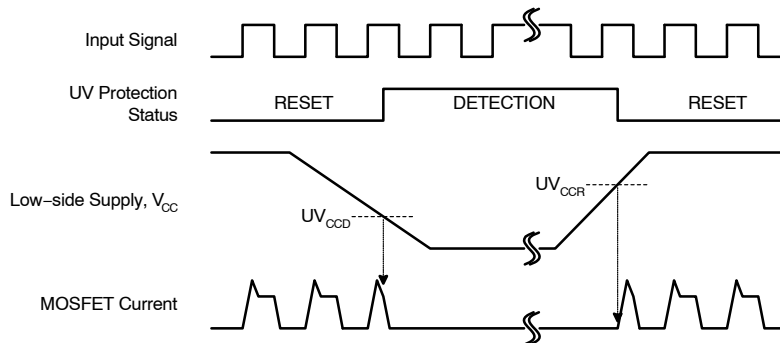 Input Signal
UV Protection
Status
RESET
DETECTION
RESET
Low−side Supply, VCC
UVCCD
UVCCR
MOSFET Current